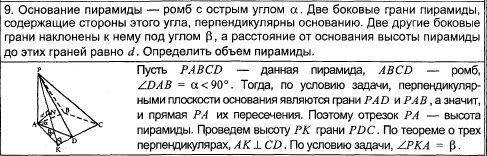 9. Основание пирамиды — ромб с острым углом α. Две боковые грани пирамиды,
содержащие стороны этого угла, перпендикулярны основанию. Две другие боковые
грани наклонены к нему под углом β, а расстояние от основания высоты пирамиды
до этих граней равно d. Определить объем пирамиды.
P
A
B
C
D
K
Пусть PABCD — данная пирамида, ABCD — ромб,
∠DAB = α<90°. Тогда, по условию задачи, перпендикуляр-
ными плоскости основания являются грани PAD и PAB, а значит,
и прямая PA их пересечения. Поэтому отрезок PA — высота
пирамиды. Проведем высоту PK грани PDC. По теореме о трех
перпендикулярах, AK⊥CD. По условию задачи, ∠PKA = β.